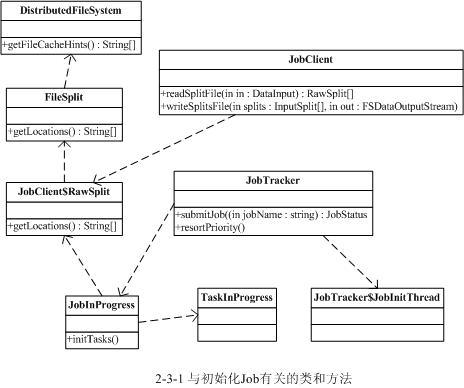 DistributedFileSystem
+getFileCacheHints() : String[]
JobClient
+readSplitFile(in in : DataInput) : RawSplit[]
+writeSplitsFile(in splits : InputSplit[], in out : FSDataOutputStream)
FileSplit
+getLocations() : String[]
JobClient$RawSplit
+getLocations() : String[]
JobTracker
+submitJob((in jobName : string) : JobStatus
+resortPriority()
JobInProgress
+initTasks()
TaskInProgress
JobTracker$JobInitThread
2-3-1 与初始化Job有关的类和方法